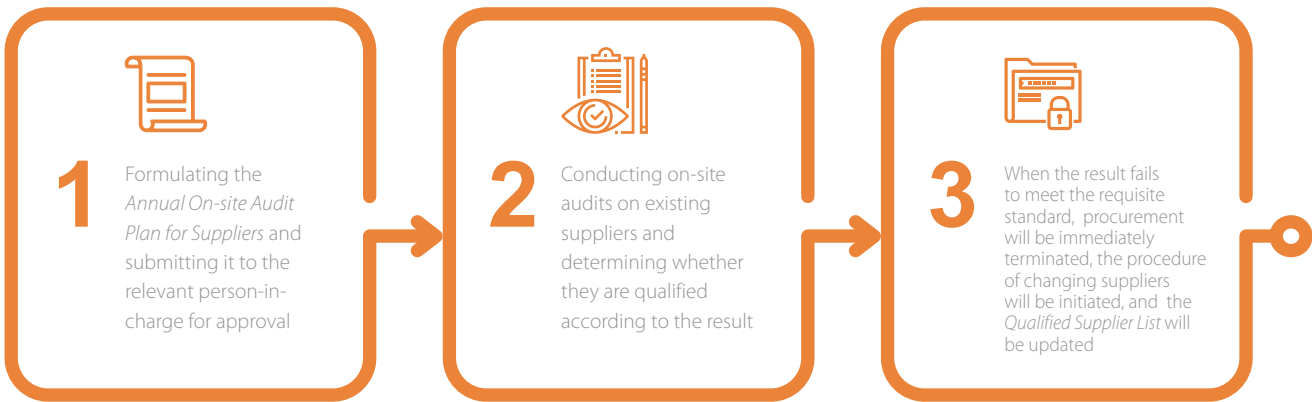 1
Formulating the
Annual On-site Audit
Plan for Suppliers and
submitting it to the
relevant person-in-
charge for approval
2
Conducting on-site
audits on existing
suppliers and
determining whether
they are qualified
according to the result
3
When the result fails
to meet the requisite
standard, procurement
will be immediately
terminated, the procedure
of changing suppliers
will be initiated, and the
Qualified Supplier List will
be updated